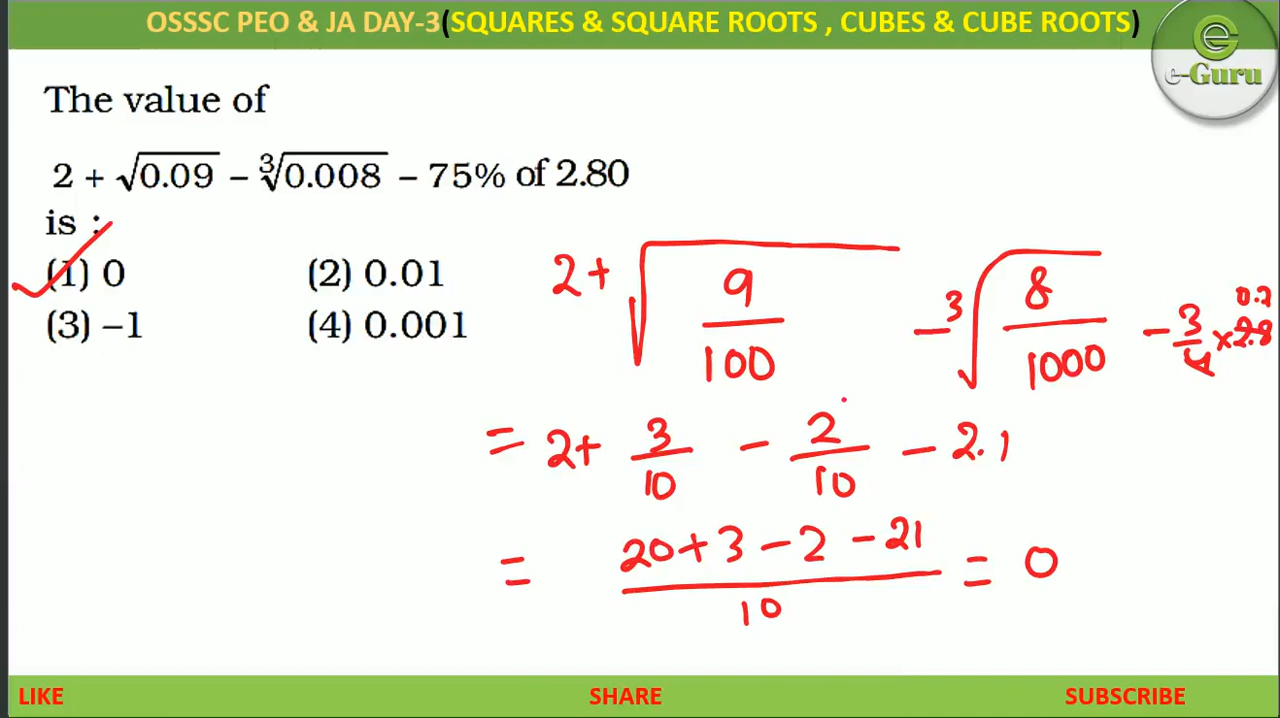 OSSSC PEO & JA DAY-3(SQUARES & SQUARE ROOTS , CUBES & CUBE ROOTS)
e
e-Guru
The value of
2 + √0.09 – ∛0.008 – 75% of 2.80
is :
(1) 0 (2) 0.01
(3) –1 (4) 0.001
2 + √(9/100) – ∛(8/1000) – 3/4 × 2.8
0.7
= 2 + 3/10 – 2/10 – 2.1
= (20 + 3 – 2 – 21)/10 = 0
LIKE SHARE SUBSCRIBE